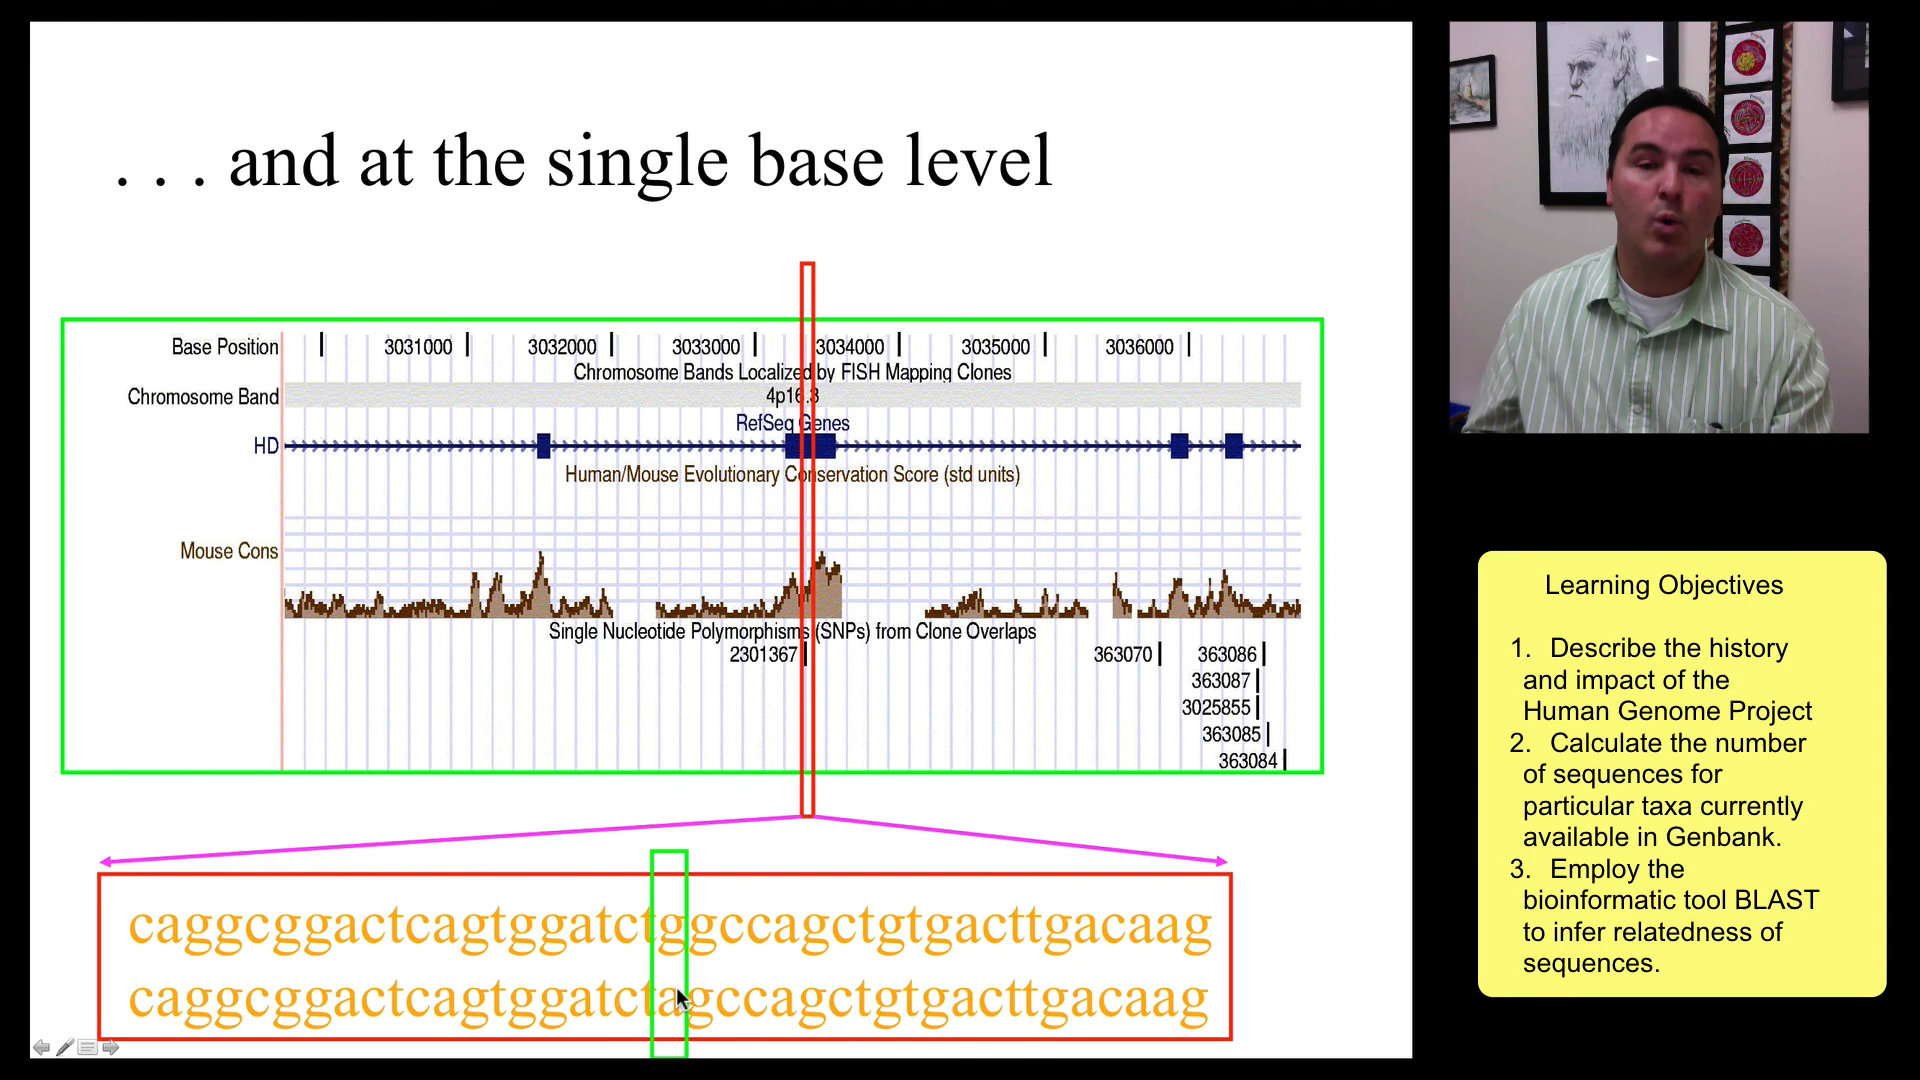 . . . and at the single base level
Base Position 3031000 3032000 3033000 3034000 3035000 3036000
Chromosome Bands Localized by FISH Mapping Clones
Chromosome Band 4p16.3
RefSeq Genes
HD
Human/Mouse Evolutionary Conservation Score (std units)
Mouse Cons
Single Nucleotide Polymorphisms (SNPs) from Clone Overlaps
2301367 363070 363086
363087
3025855
363085
363084
caggcggactcagtggatctggccagctgtgacttgacaag
caggcggactcagtggatctagccagctgtgacttgacaag
Learning Objectives
1. Describe the history
and impact of the
Human Genome Project
2. Calculate the number
of sequences for
particular taxa currently
available in Genbank.
3. Employ the
bioinformatic tool BLAST
to infer relatedness of
sequences.